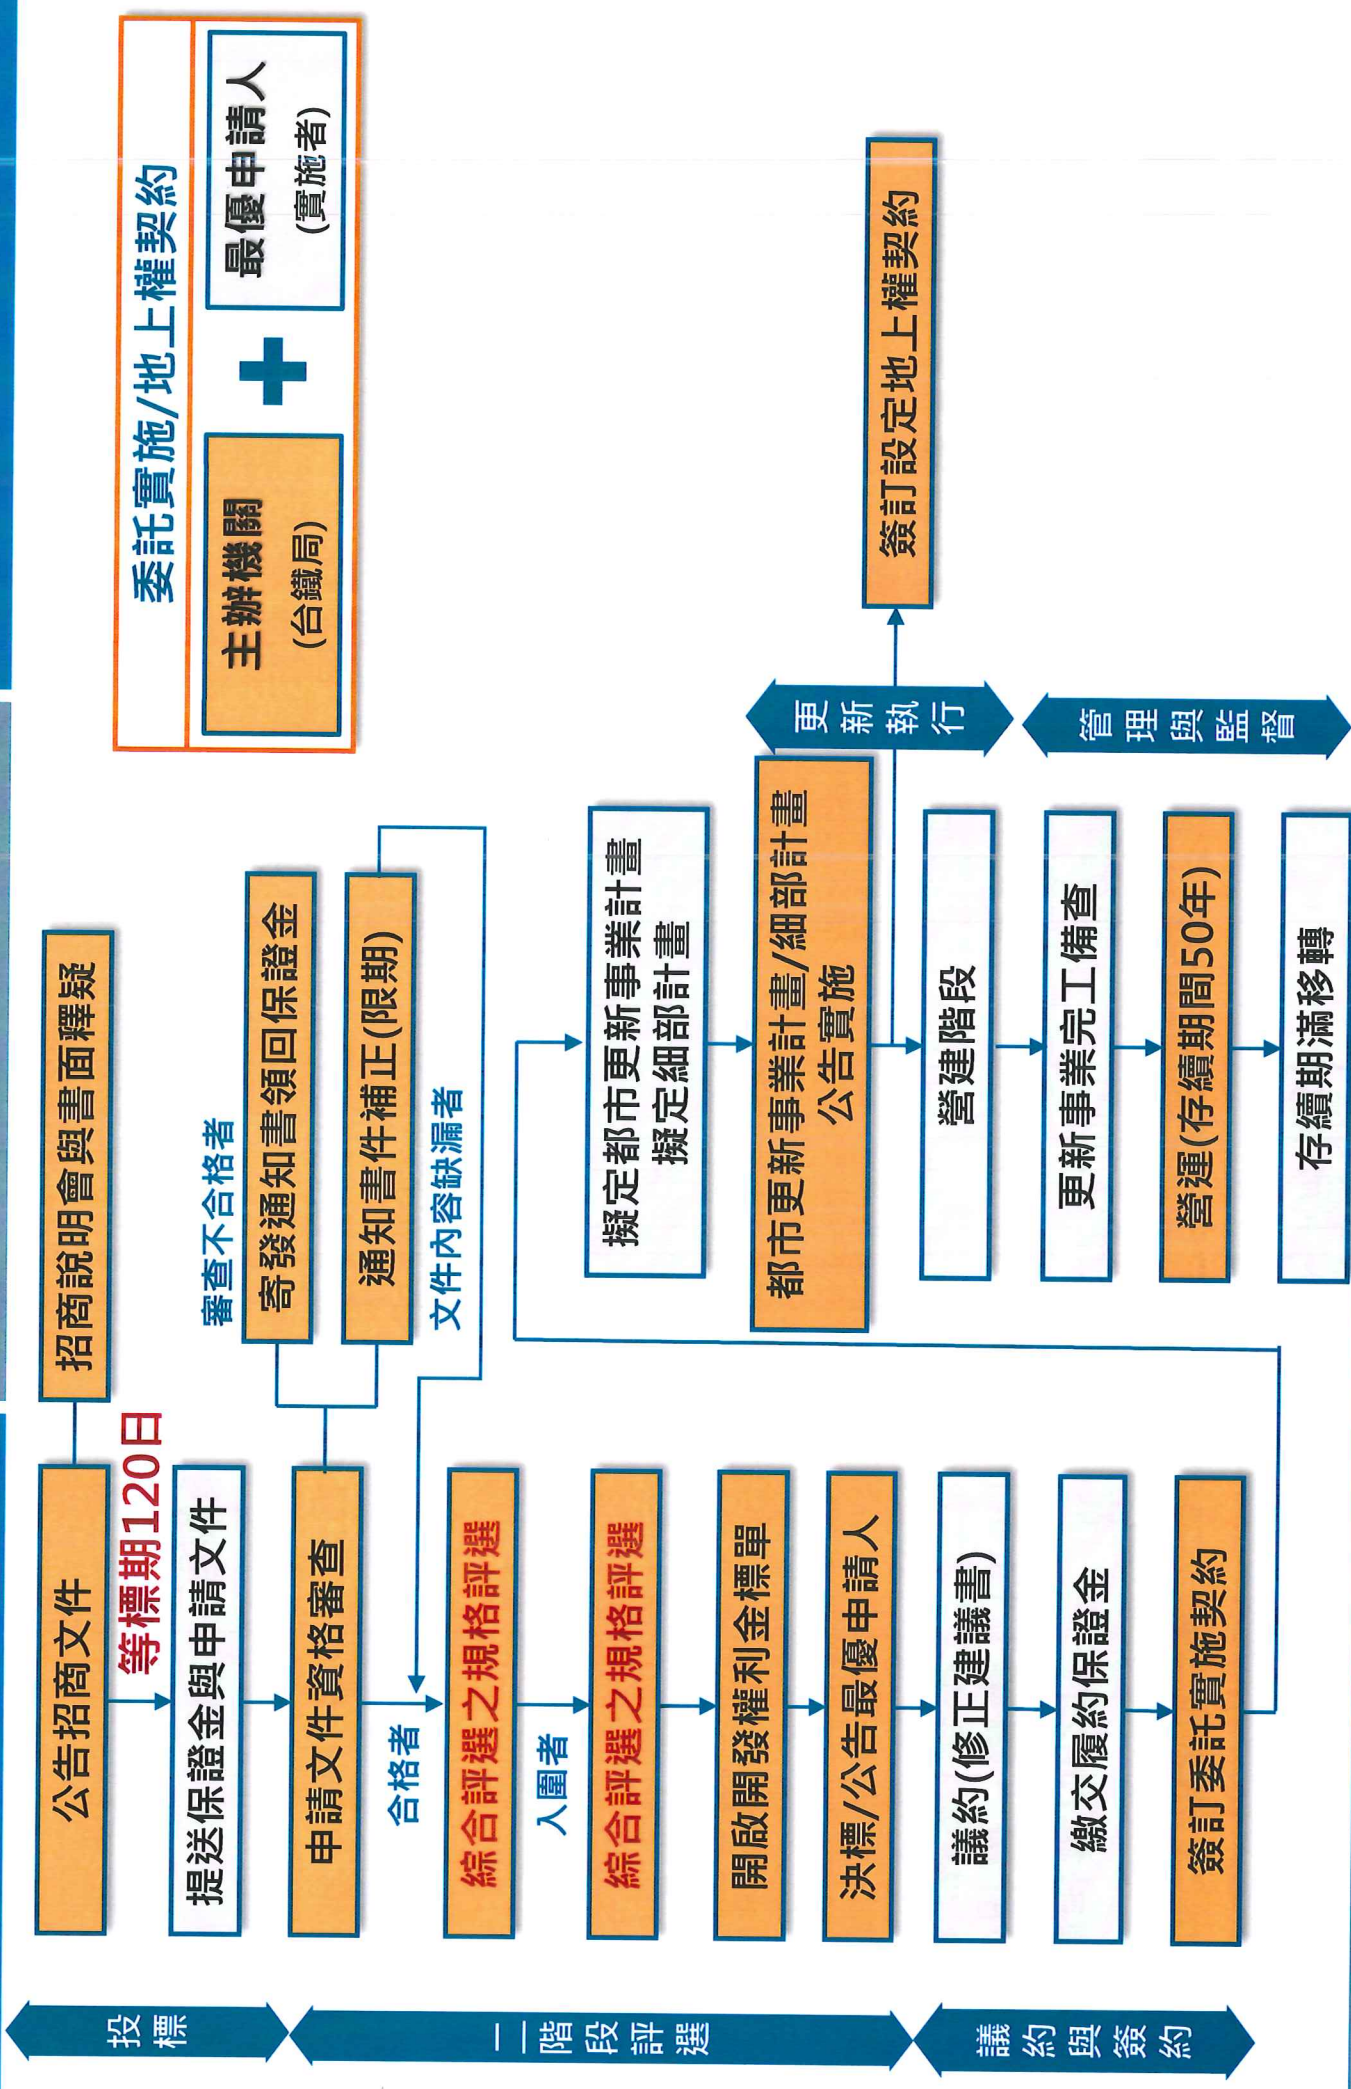 公告招商文件
招商說明會與書面釋疑
等標期120日
提送保證金與申請文件
申請文件資格審查
審查不合格者
寄發通知書領回保證金
通知書件補正(限期)
文件內容缺漏者
合格者
綜合評選之規格評選
入圍者
綜合評選之規格評選
開啟開發權利金標單
決標/公告最優申請人
議約(修正建議書)
繳交履約保證金
簽訂委託實施契約
投標
二階段評選
議約與簽約
委託實施/地上權契約
主辦機關
(台鐵局)
最優申請人
(實施者)
擬定都市更新事業計畫
擬定細部計畫
都市更新事業計畫/細部計畫
公告實施
簽訂設定地上權契約
營建階段
更新事業完工備查
營運(存續期間50年)
存續期滿移轉
更新執行
管理與監督